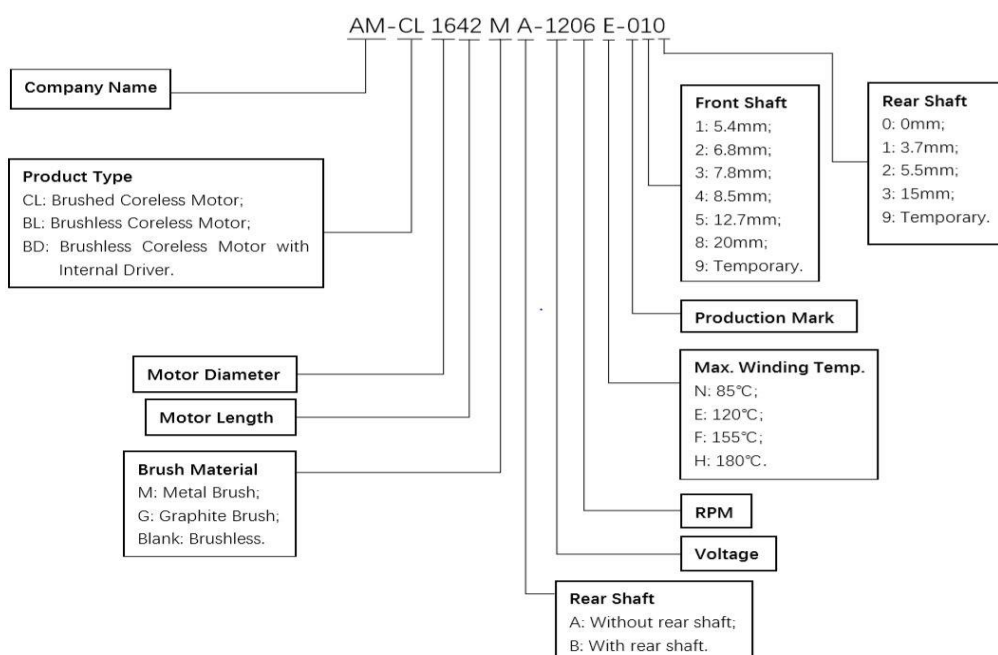 AM-CL 1642 M A-1206 E-010
Company Name
Product Type
CL: Brushed Coreless Motor;
BL: Brushless Coreless Motor;
BD: Brushless Coreless Motor with
Internal Driver.
Motor Diameter
Motor Length
Brush Material
M: Metal Brush;
G: Graphite Brush;
Blank: Brushless.
Front Shaft
1: 5.4mm;
2: 6.8mm;
3: 7.8mm;
4: 8.5mm;
5: 12.7mm;
8: 20mm;
9: Temporary.
Rear Shaft
0: 0mm;
1: 3.7mm;
2: 5.5mm;
3: 15mm;
9: Temporary.
Production Mark
Max. Winding Temp.
N: 85℃;
E: 120℃;
F: 155℃;
H: 180℃.
RPM
Voltage
Rear Shaft
A: Without rear shaft;
B: With rear shaft.